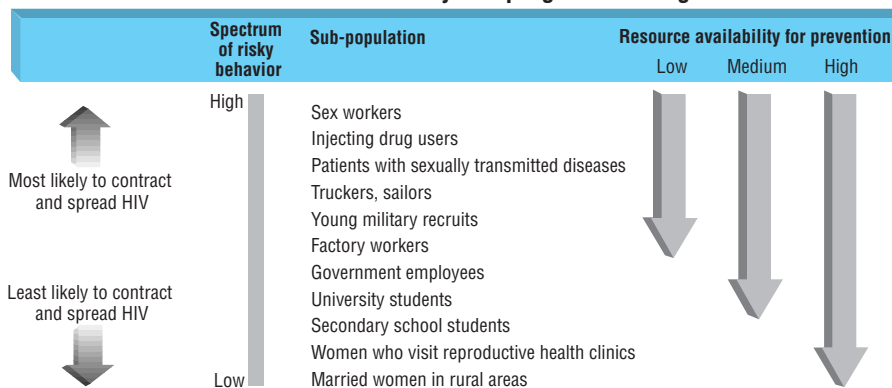 Spectrum of risky behavior
Sub-population
Resource availability for prevention
Low Medium High
High
Most likely to contract
and spread HIV
Least likely to contract
and spread HIV
Low
Sex workers
Injecting drug users
Patients with sexually transmitted diseases
Truckers, sailors
Young military recruits
Factory workers
Government employees
University students
Secondary school students
Women who visit reproductive health clinics
Married women in rural areas